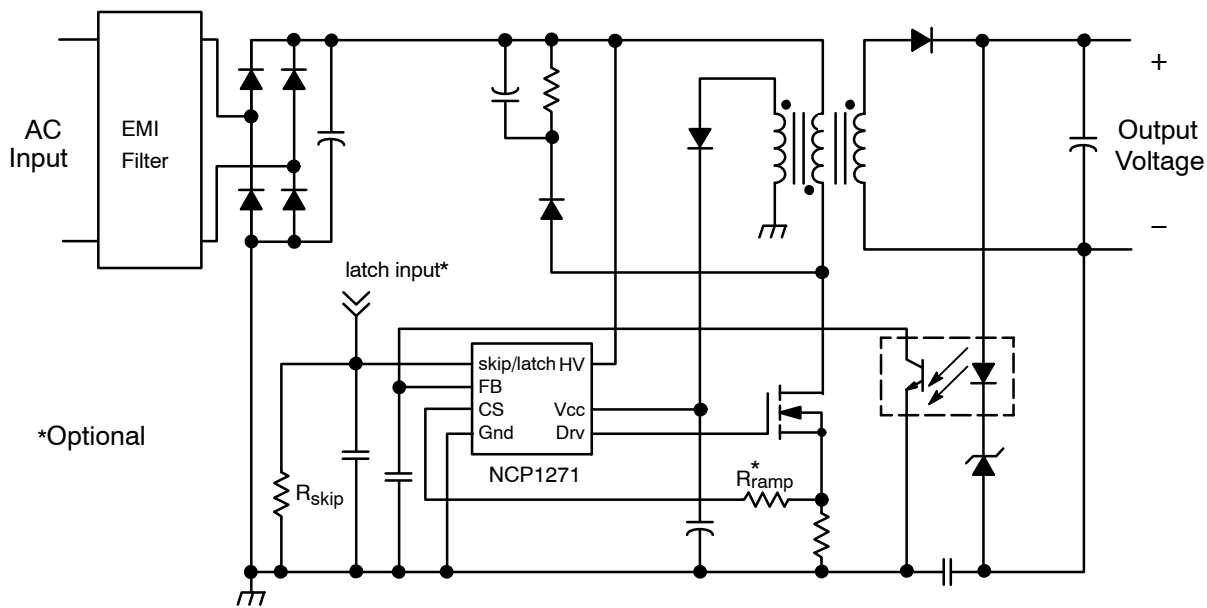 AC
Input
EMI
Filter
+
Output
Voltage
−
latch input*
skip/latch HV
FB
CS
Vcc
Gnd
Drv
NCP1271
*Optional
Rskip
R*ramp